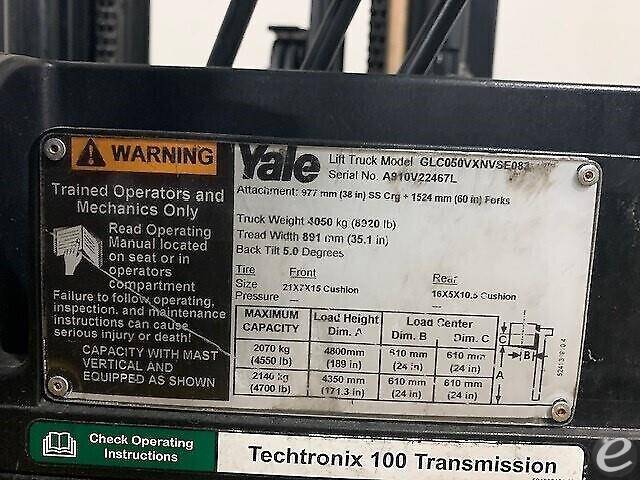 WARNING
Trained Operators and
Mechanics Only
Read Operating
Manual located
on seat or in
operators
compartment
Failure to follow operating,
inspection, and maintenance
instructions can cause
serious injury or death!
CAPACITY WITH MAST
VERTICAL AND
EQUIPPED AS SHOWN
Yale
Lift Truck Model GLC050VXNVSE083
Serial No. A910V22467L
Attachment: 977 mm (38 in) SS Crg + 1524 mm (60 in) Forks
Truck Weight 4050 kg (8920 lb)
Tread Width 891 mm (35.1 in)
Back Tilt 5.0 Degrees
Tire Front Rear
Size 21X7X15 Cushion 16X5X10.5 Cushion
Pressure -- --
MAXIMUM CAPACITY Load Height Dim. A Load Center Dim. B Dim. C
2070 kg 4800mm 610 mm 610 mm
(4550 lb) (189 in) (24 in) (24 in)
2140 kg 4350 mm 610 mm 610 mm
(4700 lb) (171.3 in) (24 in) (24 in)
C
B
A
Check Operating
Instructions
Techtronix 100 Transmission
e